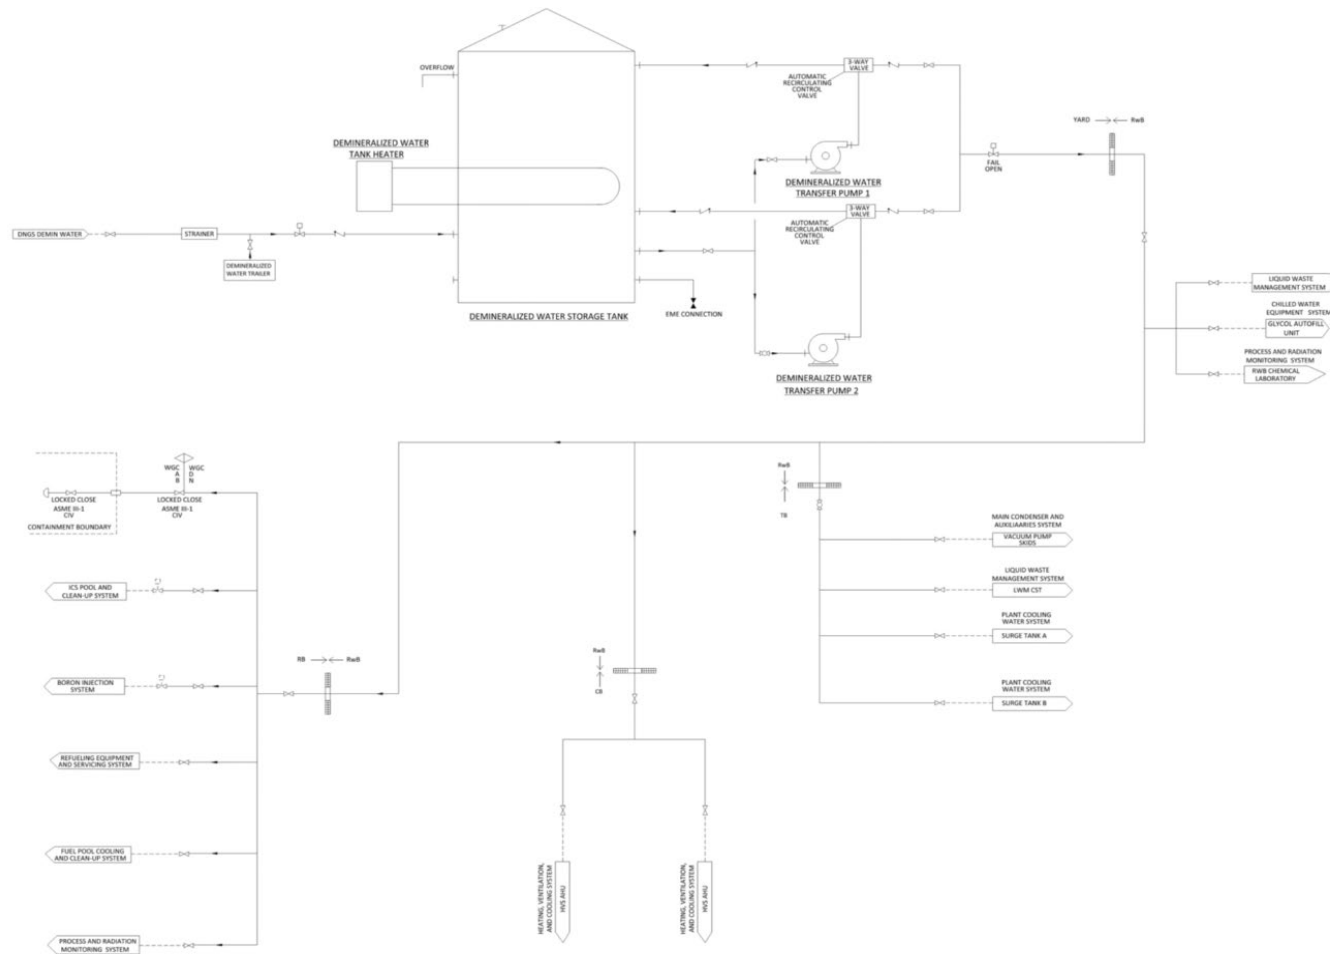 OVERFLOW
3-WAY
VALVE
AUTOMATIC
RECIRCULATING
CONTROL
VALVE
YARD
RwB
DEMINERALIZED WATER
TANK HEATER
FAIL
OPEN
DEMINERALIZED WATER
TRANSFER PUMP 1
3-WAY
VALVE
AUTOMATIC
RECIRCULATING
CONTROL
VALVE
DNGS DEMIN WATER
STRAINER
DEMINERALIZED
WATER TRAILER
DEMINERALIZED WATER STORAGE TANK
EME CONNECTION
DEMINERALIZED WATER
TRANSFER PUMP 2
LIQUID WASTE
MANAGEMENT SYSTEM
CHILLED WATER
EQUIPMENT SYSTEM
GLYCOL AUTOFILL
UNIT
PROCESS AND RADIATION
MONITORING SYSTEM
RWB CHEMICAL
LABORATORY
WGC
A
B
WGC
D
N
LOCKED CLOSE
ASME III-1
CIV
LOCKED CLOSE
ASME III-1
CIV
CONTAINMENT BOUNDARY
RwB
TB
MAIN CONDENSER AND
AUXILIAARIES SYSTEM
VACUUM PUMP
SKIDS
LIQUID WASTE
MANAGEMENT SYSTEM
LWM CST
PLANT COOLING
WATER SYSTEM
SURGE TANK A
PLANT COOLING
WATER SYSTEM
SURGE TANK B
ICS POOL AND
CLEAN-UP SYSTEM
RB
RwB
RwB
CB
BORON INJECTION
SYSTEM
REFUELING EQUIPMENT
AND SERVICING SYSTEM
FUEL POOL COOLING
AND CLEAN-UP SYSTEM
PROCESS AND RADIATION
MONITORING SYSTEM
HEATING, VENTILATION,
AND COOLING SYSTEM
HVS AHU
HEATING, VENTILATION,
AND COOLING SYSTEM
HVS AHU